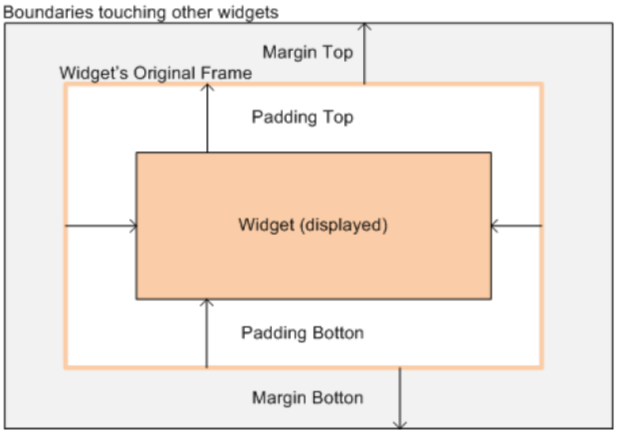 Boundaries touching other widgets
Margin Top
Widget's Original Frame
Padding Top
Widget (displayed)
Padding Botton
Margin Botton